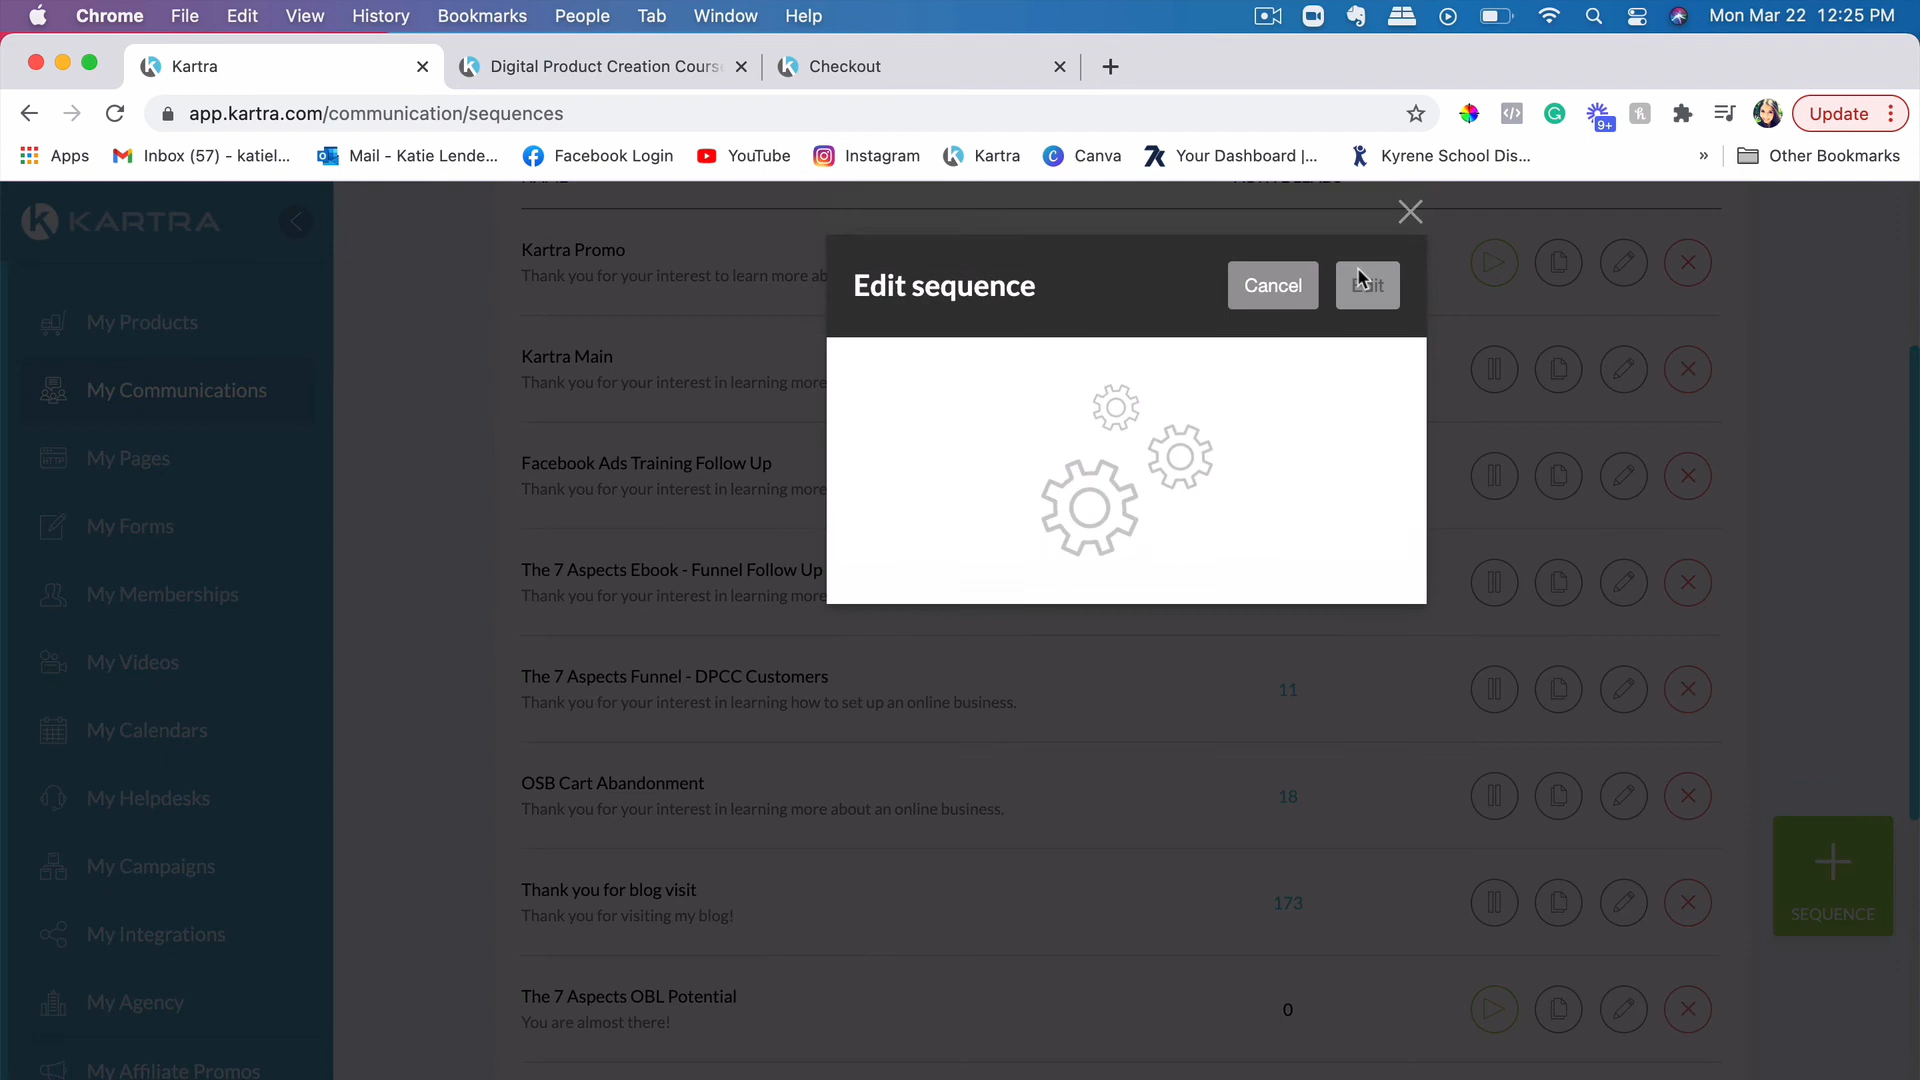 Chrome File Edit View History Bookmarks People Tab Window Help Mon Mar 22 12:25 PM
Kartra Digital Product Creation Cours Checkout
app.kartra.com/communication/sequences Update
9+
Apps Inbox (57) - katiel... Mail - Katie Lende... Facebook Login YouTube Instagram Kartra Canva Your Dashboard |... Kyrene School Dis... » Other Bookmarks
KARTRA
My Products
My Communications
My Pages
My Forms
My Memberships
My Videos
My Calendars
My Helpdesks
My Campaigns
My Integrations
My Agency
My Affiliate Promos
Kartra Promo
Thank you for your interest to learn more ab
Kartra Main
Thank you for your interest in learning more
Facebook Ads Training Follow Up
Thank you for your interest in learning more
The 7 Aspects Ebook - Funnel Follow Up
Thank you for your interest in learning more
The 7 Aspects Funnel - DPCC Customers
Thank you for your interest in learning how to set up an online business.
11
OSB Cart Abandonment
Thank you for your interest in learning more about an online business.
18
Thank you for blog visit
Thank you for visiting my blog!
173
The 7 Aspects OBL Potential
You are almost there!
0
Edit sequence
Cancel
Edit
SEQUENCE